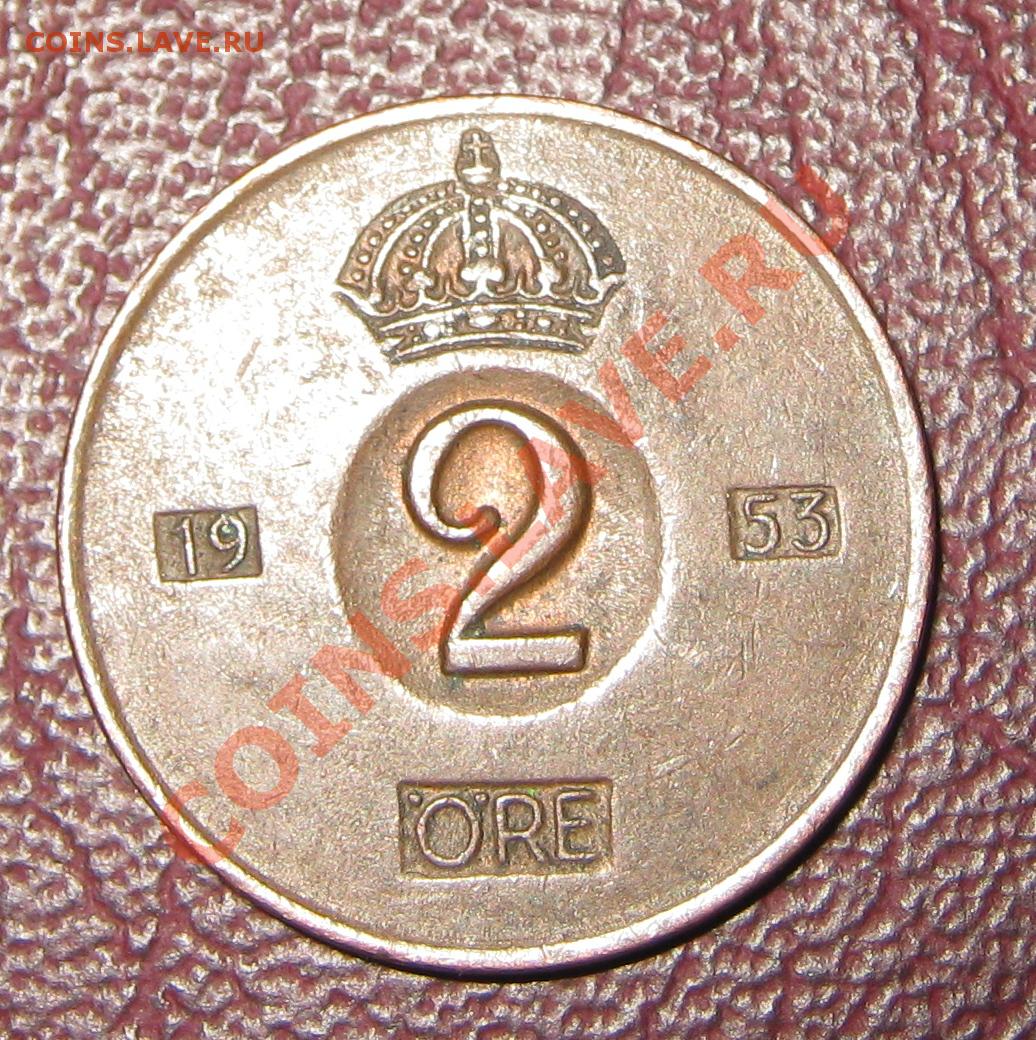 COINS.LAVE.RU
2
19 53
ÖRE
COINS.LAVE.RU